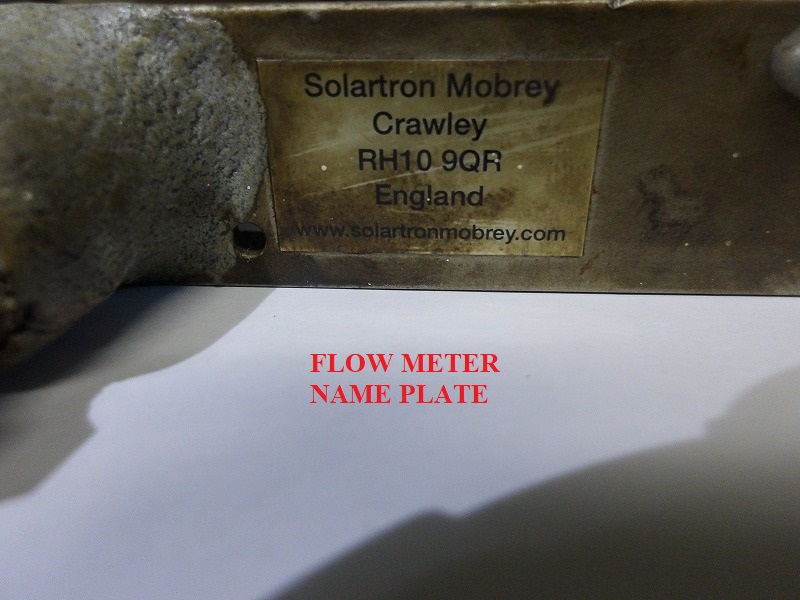 Solartron Mobrey
Crawley
RH10 9QR
England
www.solartronmobrey.com
FLOW METER
NAME PLATE